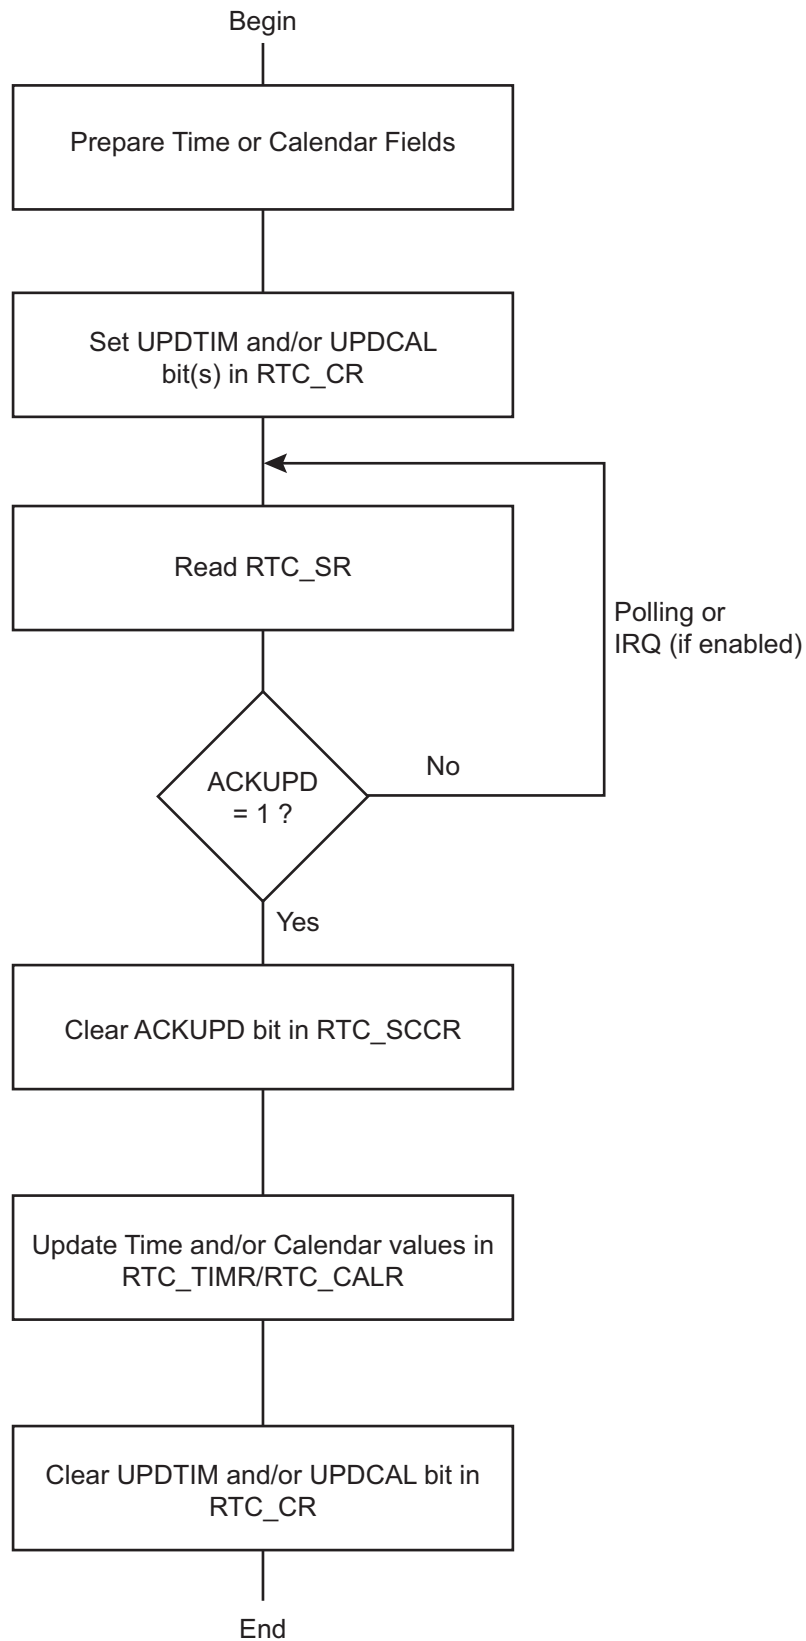 Begin
Prepare Time or Calendar Fields
Set UPDTIM and/or UPDCAL
bit(s) in RTC_CR
Read RTC_SR
Polling or
IRQ (if enabled)
ACKUPD
= 1 ?
No
Yes
Clear ACKUPD bit in RTC_SCCR
Update Time and/or Calendar values in
RTC_TIMR/RTC_CALR
Clear UPDTIM and/or UPDCAL bit in
RTC_CR
End